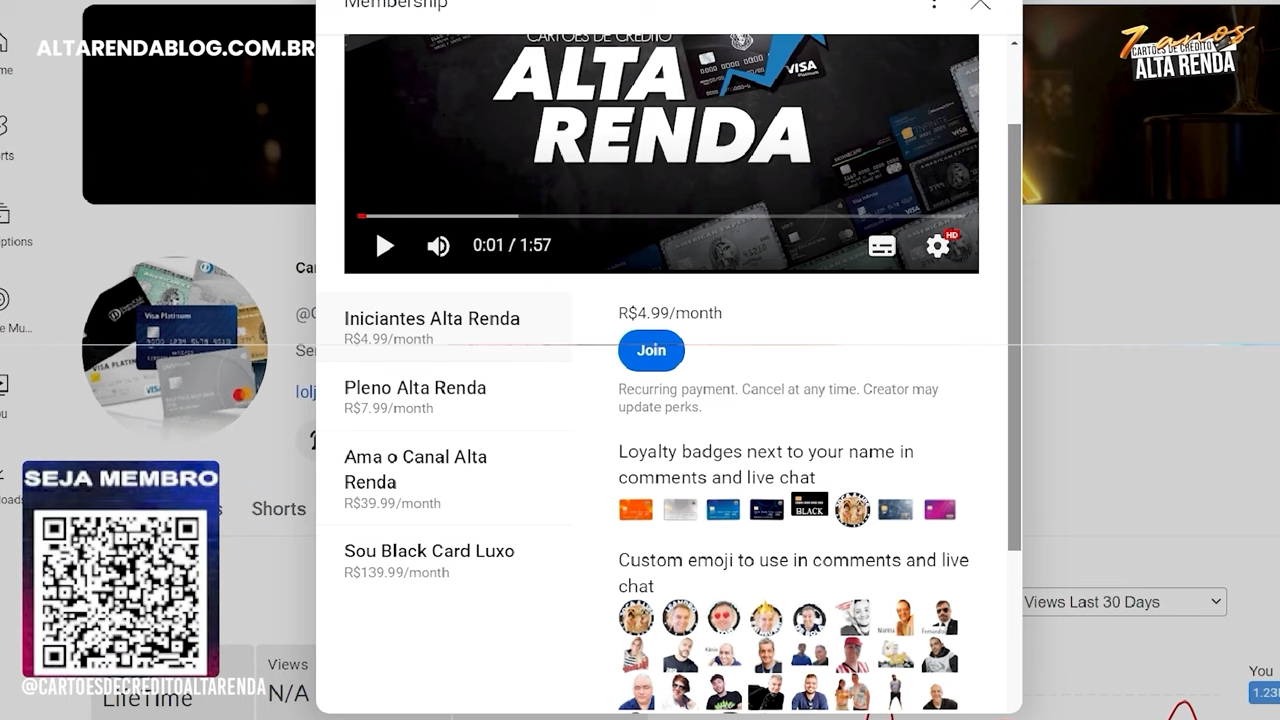 Membership
ALTARENDABLOG.COM.BR
7 anos
CARTÕES DE CRÉDITO
ALTA RENDA
CARTÕES DE CRÉDITO
ALTA
RENDA
VISA
0:01 / 1:57
HD
Iniciantes Alta Renda
R$4.99/month
Pleno Alta Renda
R$7.99/month
Ama o Canal Alta
Renda
R$39.99/month
Sou Black Card Luxo
R$139.99/month
R$4.99/month
Join
Recurring payment. Cancel at any time. Creator may
update perks.
Loyalty badges next to your name in
comments and live chat
BLACK
Custom emoji to use in comments and live
chat
Visa Platinum
SEJA MEMBRO
Shorts
Views
N/A
LifeTime
@CARTOESDECREDITOALTARENDA
Views Last 30 Days
You